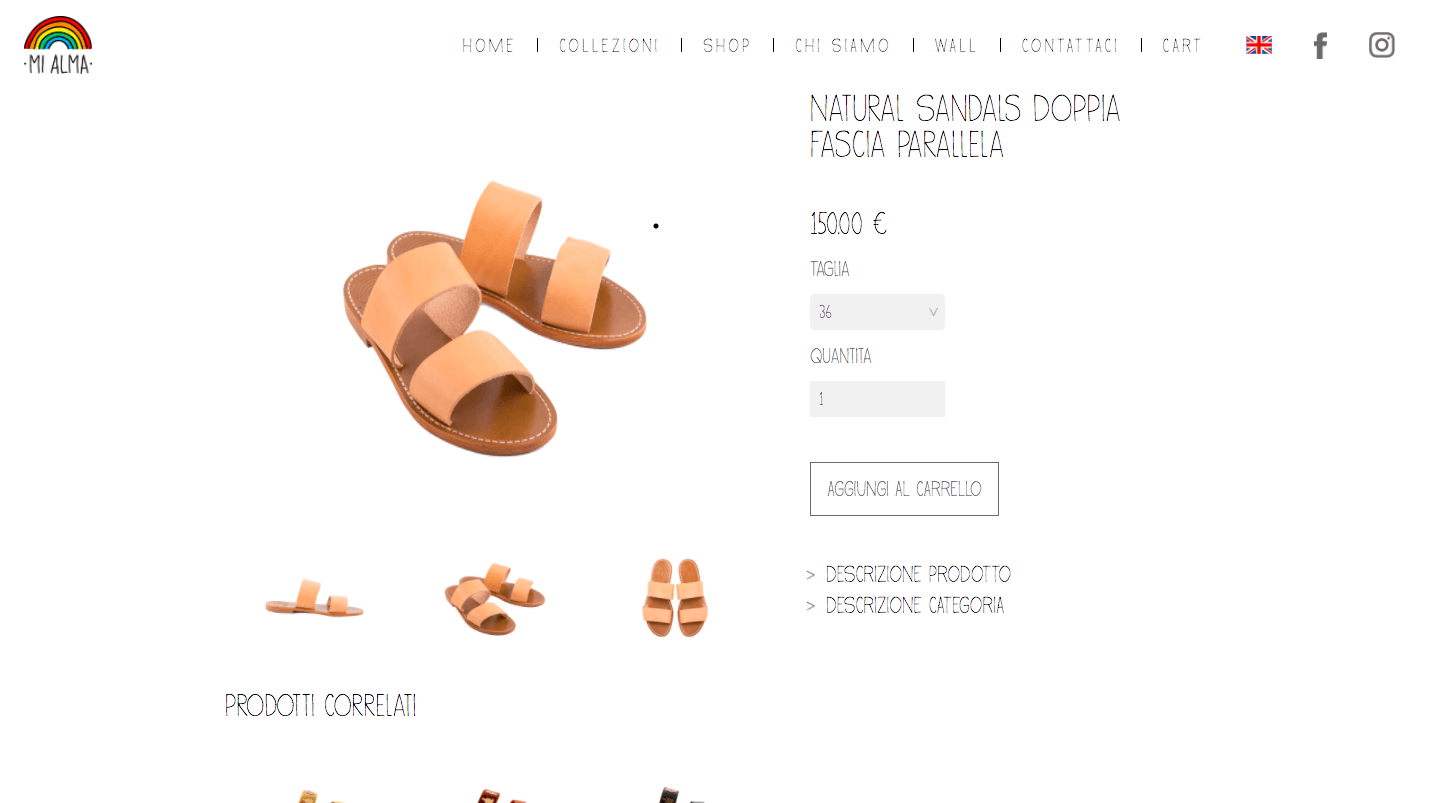 ·MI ALMA·
HOME
COLLEZIONI
SHOP
CHI SIAMO
WALL
CONTATTACI
CART
NATURAL SANDALS DOPPIA
FASCIA PARALLELA
150.00 €
TAGLIA
36
QUANTITA
1
AGGIUNGI AL CARRELLO
> DESCRIZIONE PRODOTTO
> DESCRIZIONE CATEGORIA
PRODOTTI CORRELATI